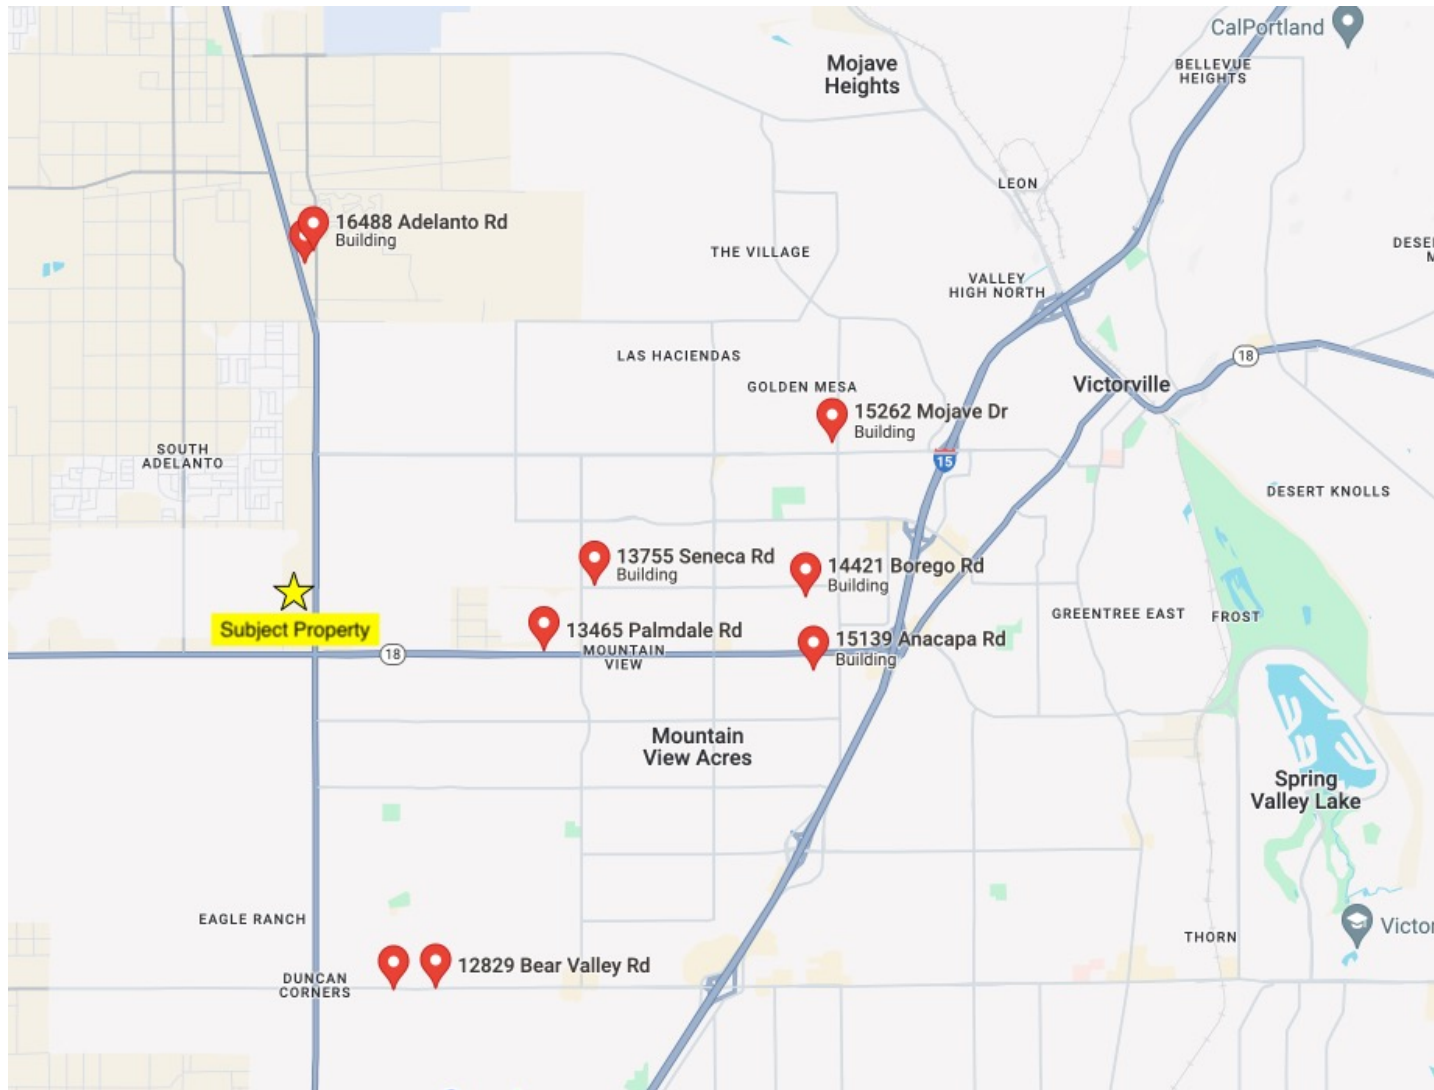 CalPortland
Mojave
Heights
BELLEVUE
HEIGHTS
LEON
16488 Adelanto Rd
Building
THE VILLAGE
DESE
M
VALLEY
HIGH NORTH
LAS HACIENDAS
18
GOLDEN MESA
Victorville
15262 Mojave Dr
Building
SOUTH
ADELANTO
15
DESERT KNOLLS
13755 Seneca Rd
Building
14421 Borego Rd
Building
GREENTREE EAST
FROST
Subject Property
13465 Palmdale Rd
15139 Anacapa Rd
Building
18
MOUNTAIN
VIEW
Mountain
View Acres
Spring
Valley Lake
EAGLE RANCH
Victor
THORN
12829 Bear Valley Rd
DUNCAN
CORNERS